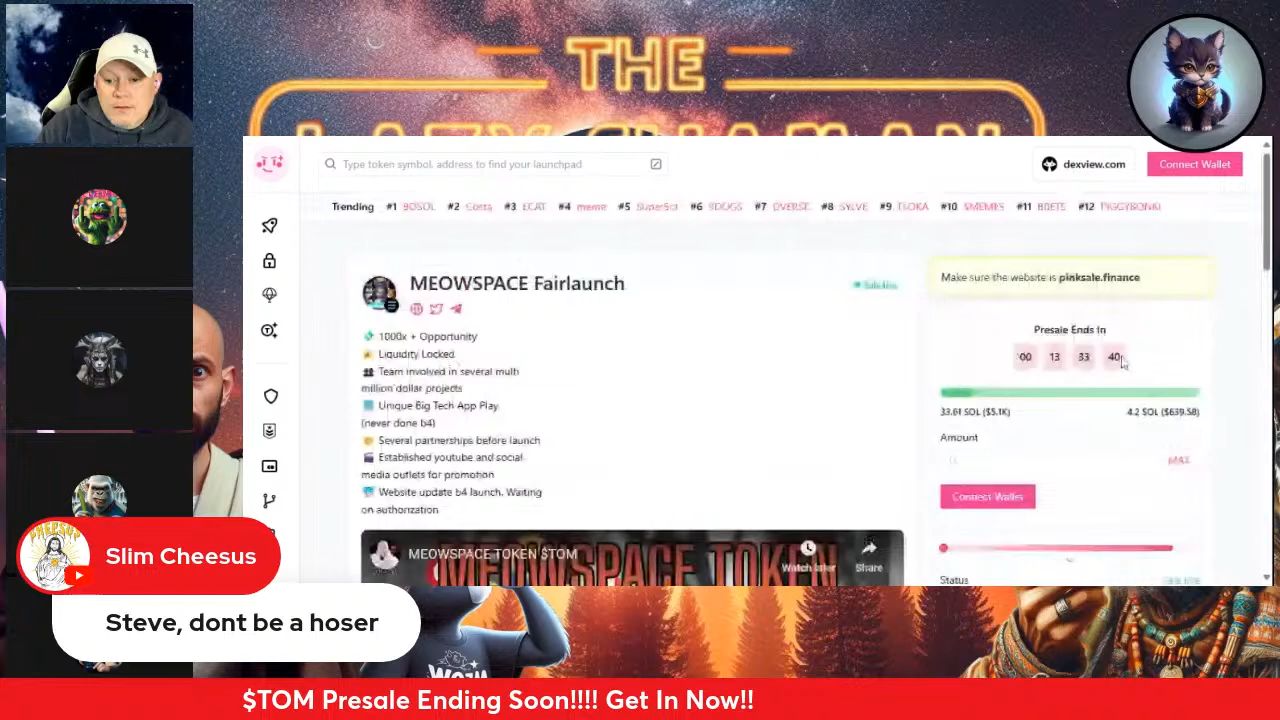 THE
Type token symbol, address to find your launchpad
dexview.com
Connect Wallet
Trending #1 #2 #3 #4 meme #5 #6 #7 #8 #9 #10 #11 #12
MEOWSPACE Fairlaunch
Make sure the website is pinksale.finance
1000x + Opportunity
Liquidity Locked
Team involved in several multi
million dollar projects
Unique Big Tech App Play
(never done b4)
Several partnerships before launch
Established youtube and social
media outlets for promotion
Website update b4 launch. Waiting
on authorization
Presale Ends In
00 13 33 40
33.61 SOL ($5.1K) 4.2 SOL ($639.58)
Amount
MAX
Connect Wallet
Status
MEOWSPACE TOKEN $TOM
MEOWSPACE TOKEN
Watch later
Share
Slim Cheesus
Steve, dont be a hoser
$TOM Presale Ending Soon!!!! Get In Now!!